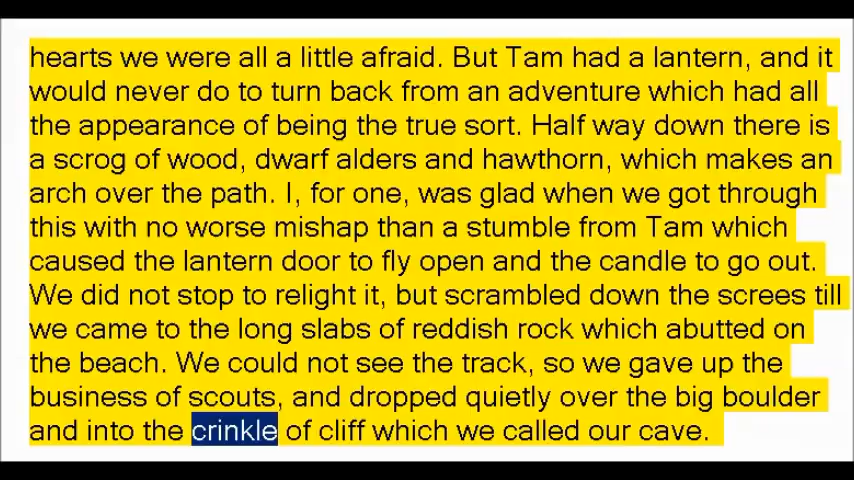 hearts we were all a little afraid. But Tam had a lantern, and it
would never do to turn back from an adventure which had all
the appearance of being the true sort. Half way down there is
a scrog of wood, dwarf alders and hawthorn, which makes an
arch over the path. I, for one, was glad when we got through
this with no worse mishap than a stumble from Tam which
caused the lantern door to fly open and the candle to go out.
We did not stop to relight it, but scrambled down the screes till
we came to the long slabs of reddish rock which abutted on
the beach. We could not see the track, so we gave up the
business of scouts, and dropped quietly over the big boulder
and into the crinkle of cliff which we called our cave.